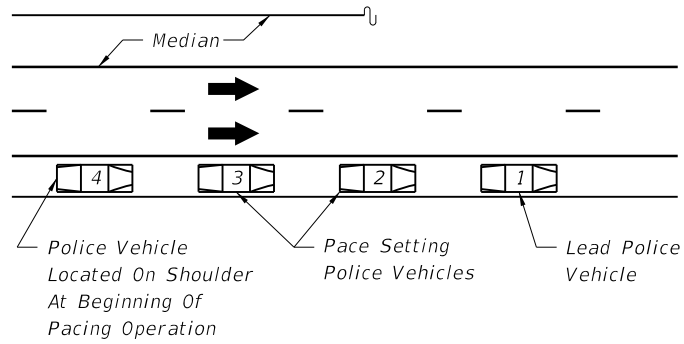 Median
4
3
2
1
Police Vehicle
Located On Shoulder
At Beginning Of
Pacing Operation
Pace Setting
Police Vehicles
Lead Police
Vehicle